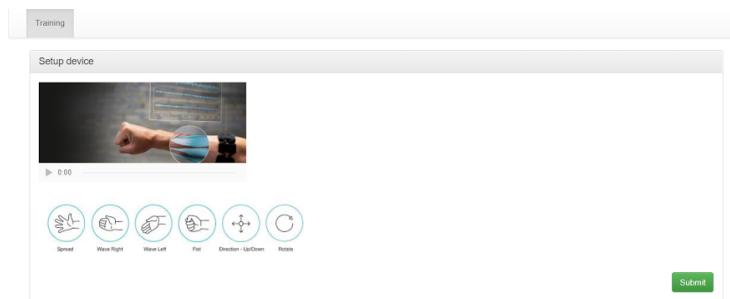 Training
Setup device
0:00
Spread Wave Right Wave Left Fist Direction - Up/Down Rotate
Submit